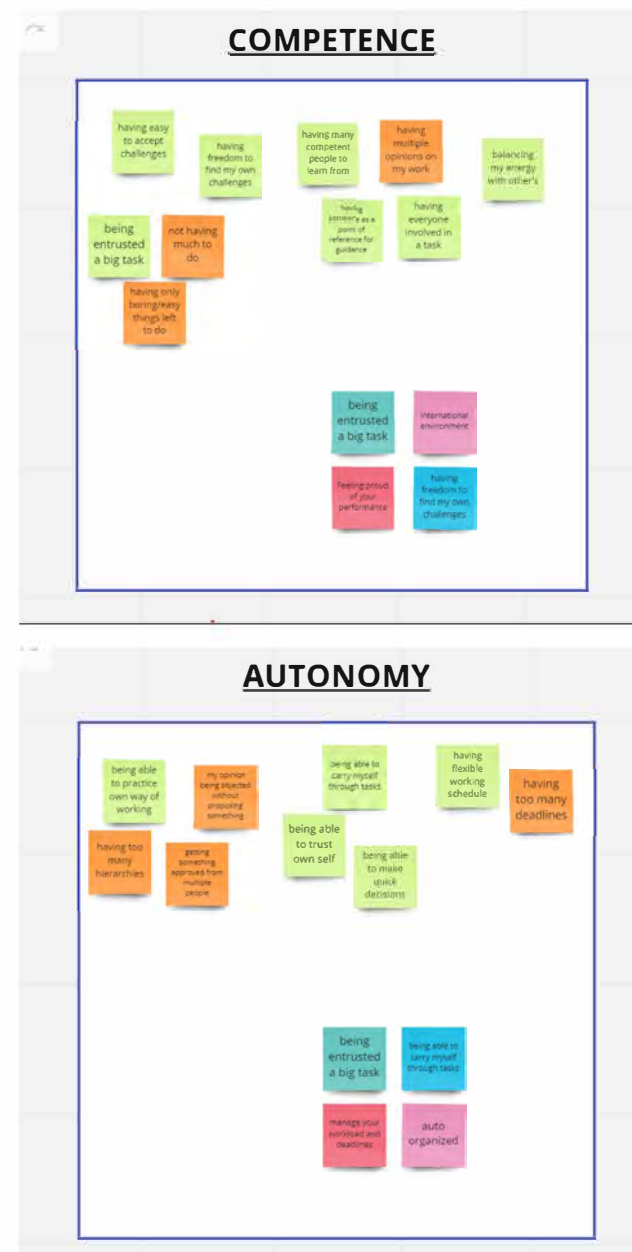 COMPETENCE
having easy
to accept
challenges
having
freedom to
find my own
challenges
being
entrusted
a big task
not having
much to
do
having only
boring/easy
things left
to do
having many
competent
people to
learn from
having
multiple
opinions on
my work
having
someone as a
point of
reference for
guidance
having
everyone
involved in
a task
balancing
my energy
with other's
being
entrusted
a big task
international
environment
Feeling proud
of your
performance
having
freedom to
find my own
challenges
AUTONOMY
being able
to practice
own way of
working
my opinion
being objected
without
proposing
something
having too
many
hierarchies
getting
something
approved from
multiple
people
being able to
carry myself
through tasks
being able
to trust
own self
being able
to make
quick
decisions
having
flexible
working
schedule
having
too many
deadlines
being
entrusted
a big task
being able to
carry myself
through tasks
manage your
workload and
deadlines
auto
organized